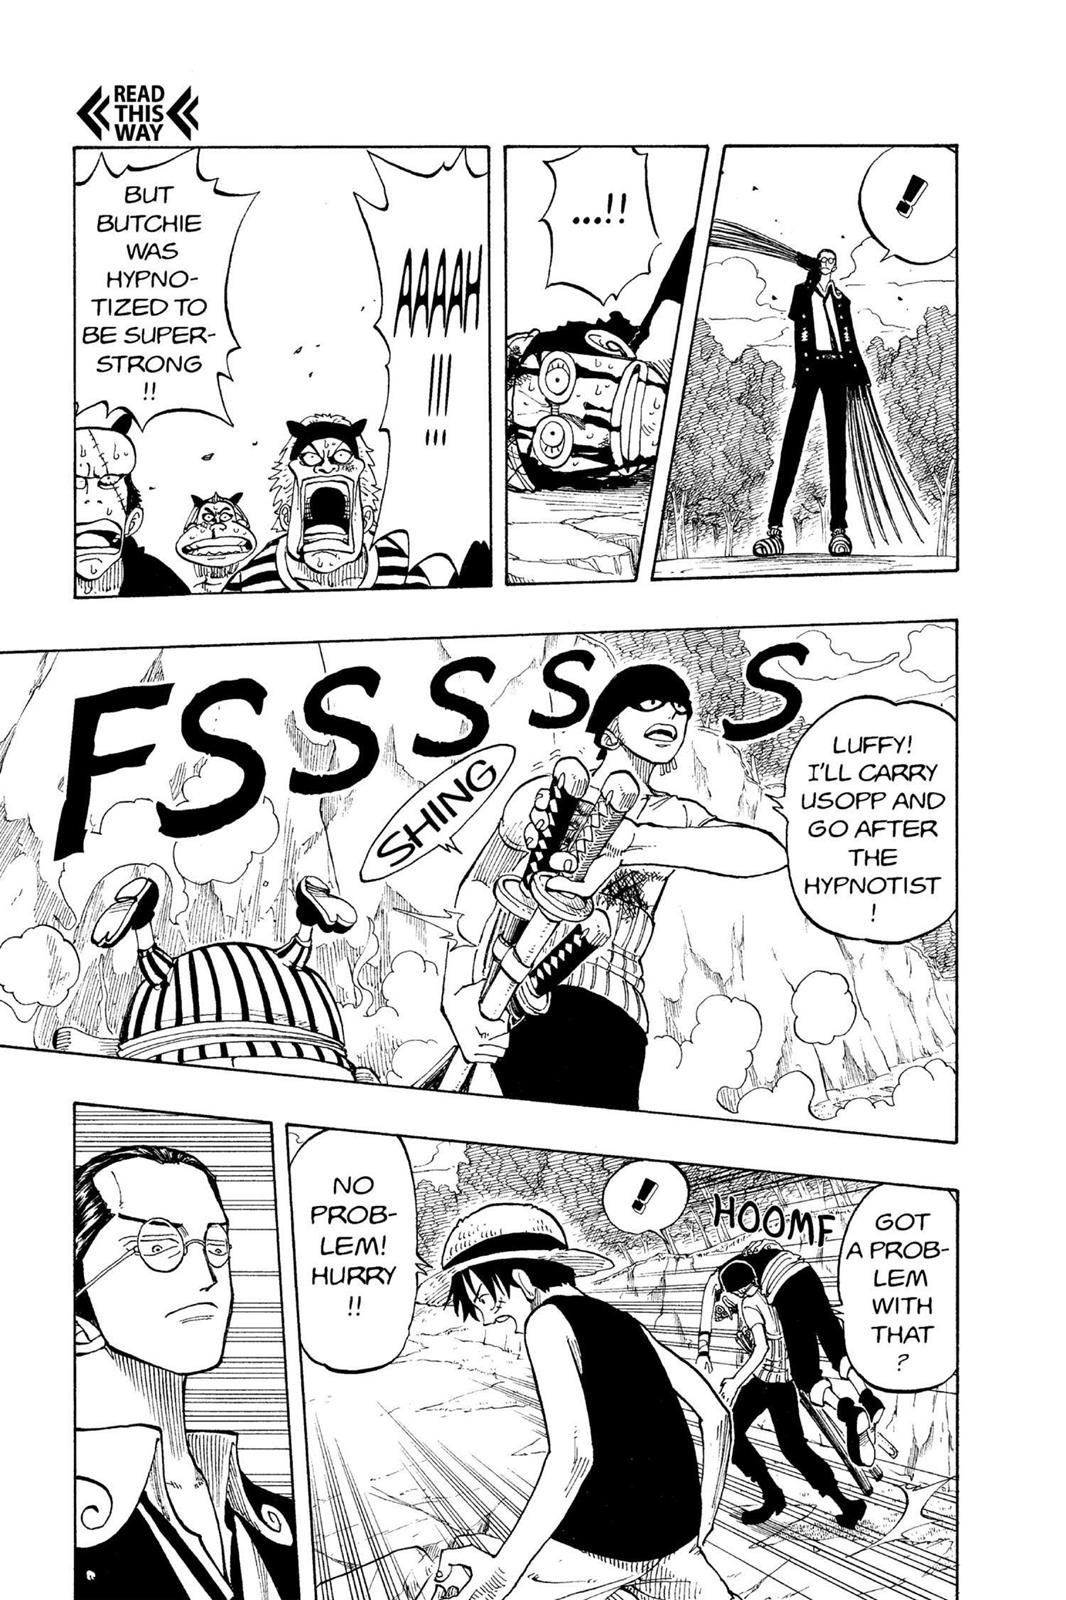 READ
THIS
WAY
!
...!!
AAAAH
!!!
!!!
BUT
BUTCHIE
WAS
HYPNO-
TIZED TO
BE SUPER-
STRONG
!!
LUFFY!
I'LL CARRY
USOPP AND
GO AFTER
THE
HYPNOTIST
!
FSSSSS
SHING
GOT
A PROB-
LEM
WITH
THAT
?
HOOMF
!
NO
PROB-
LEM!
HURRY
!!